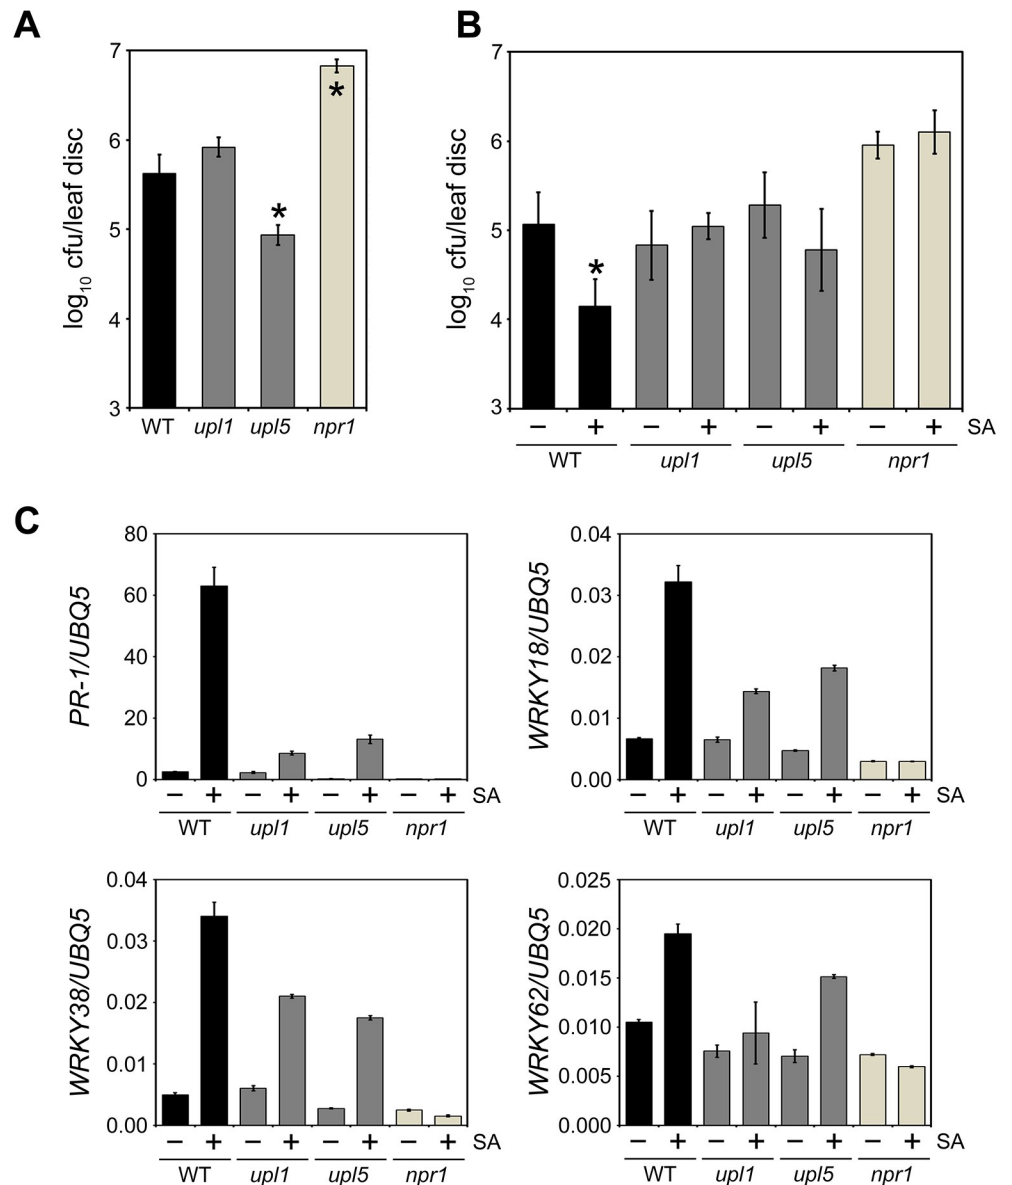 A
log10 cfu/leaf disc
7
6
5
4
3
*
*
WT upl1 upl5 npr1
B
log10 cfu/leaf disc
7
6
5
4
3
*
− + − + − + − + SA
WT upl1 upl5 npr1
C
PR-1/UBQ5
80
60
40
20
0
− + − + − + − + SA
WT upl1 upl5 npr1
WRKY18/UBQ5
0.04
0.03
0.02
0.01
0.00
− + − + − + − + SA
WT upl1 upl5 npr1
WRKY38/UBQ5
0.04
0.03
0.02
0.01
0.00
− + − + − + − + SA
WT upl1 upl5 npr1
WRKY62/UBQ5
0.025
0.020
0.015
0.010
0.005
0.000
− + − + − + − + SA
WT upl1 upl5 npr1